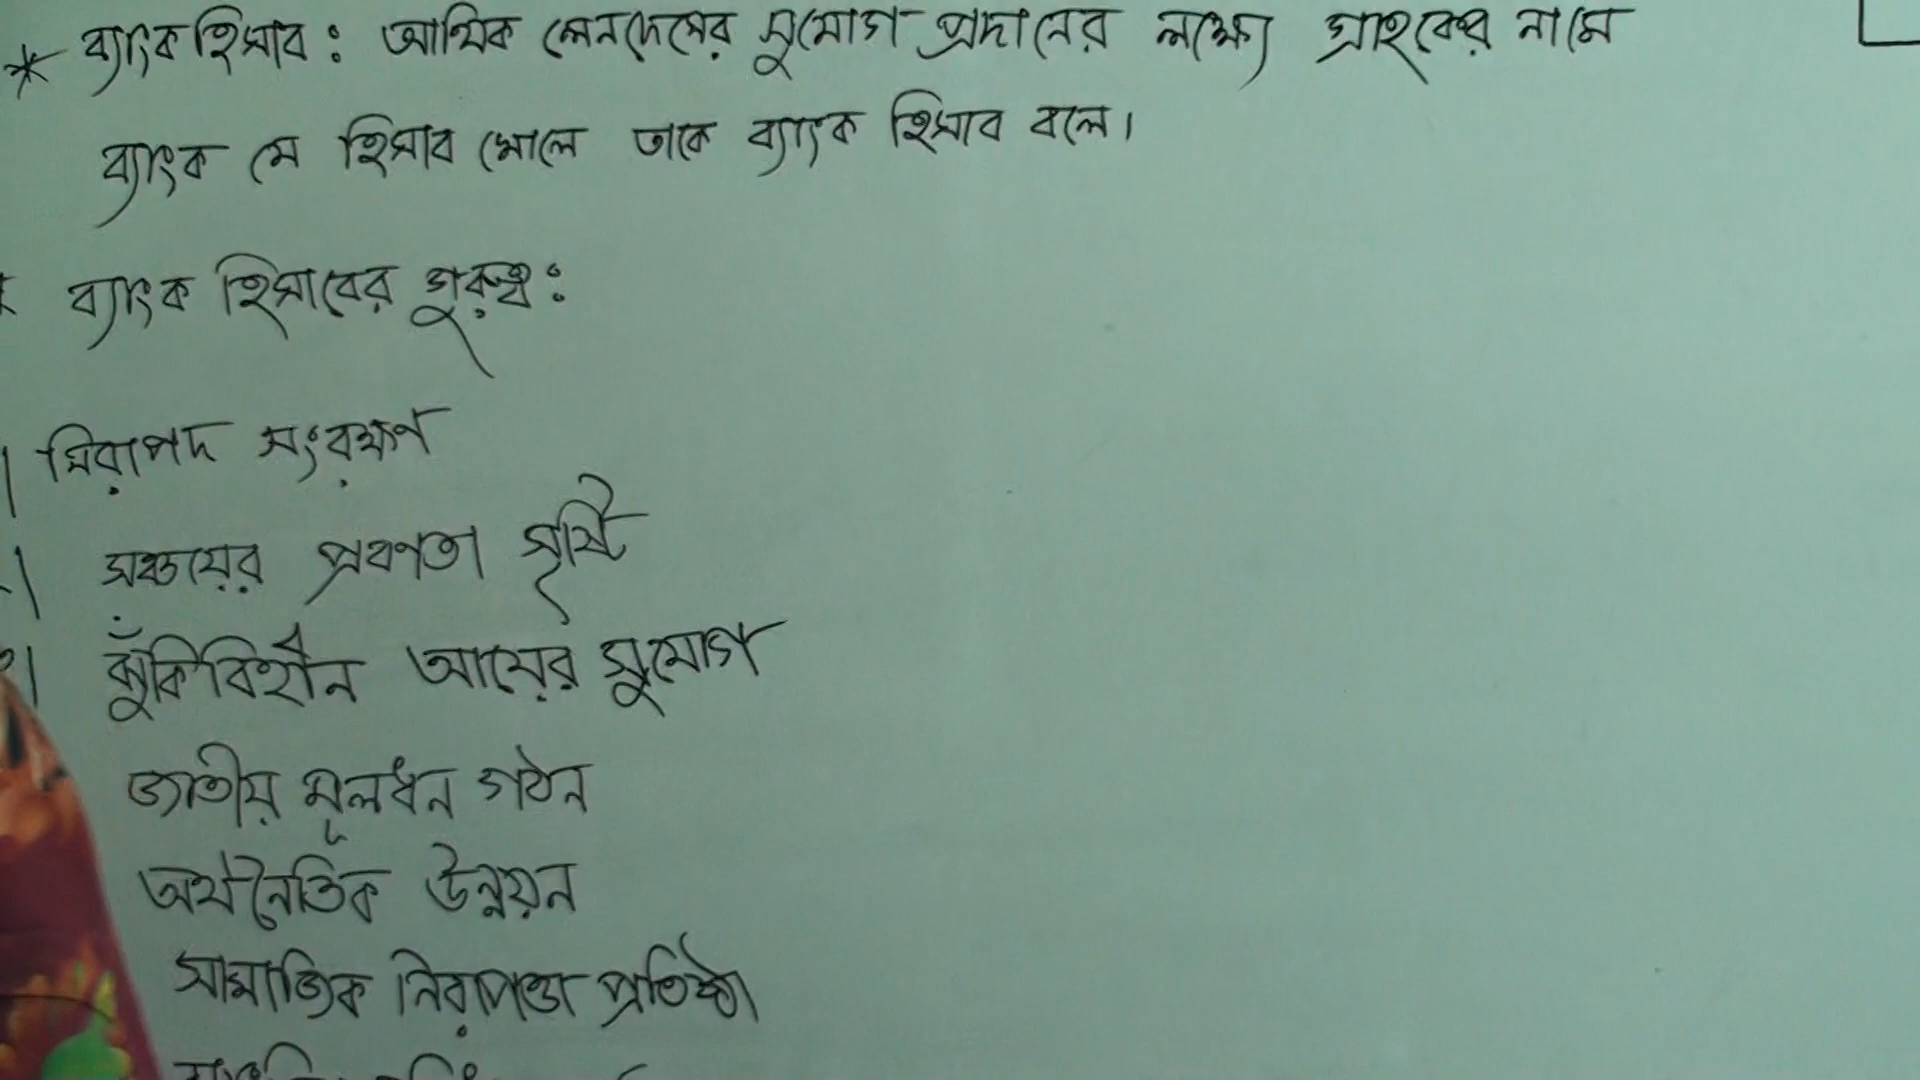 * ব্যাংক হিসাব : আর্থিক লেনদেনের সুযোগ প্রদানের লক্ষ্যে গ্রাহকের নামে
ব্যাংক যে হিসাব খোলে তাকে ব্যাংক হিসাব বলে।
ব্যাংক হিসাবের গুরুত্ব :
নিরাপদ সংরক্ষণ
সঞ্চয়ের প্রবণতা সৃষ্টি
ঝুঁকিবিহীন আয়ের সুযোগ
জাতীয় মূলধন গঠন
অর্থনৈতিক উন্নয়ন
সামাজিক নিরাপত্তা প্রতিষ্ঠা